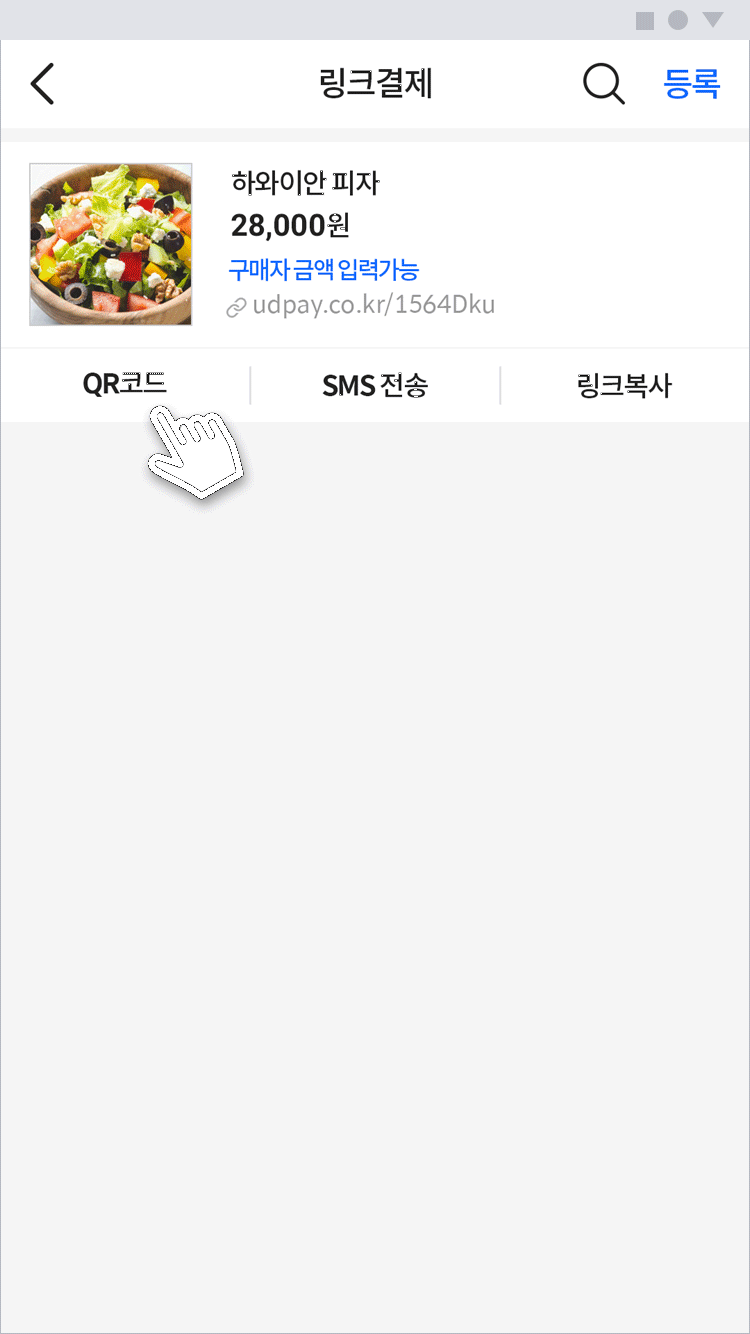 링크결제
등록
하와이안 피자
28,000원
구매자 금액 입력가능
udpay.co.kr/1564Dku
QR코드
SMS 전송
링크복사